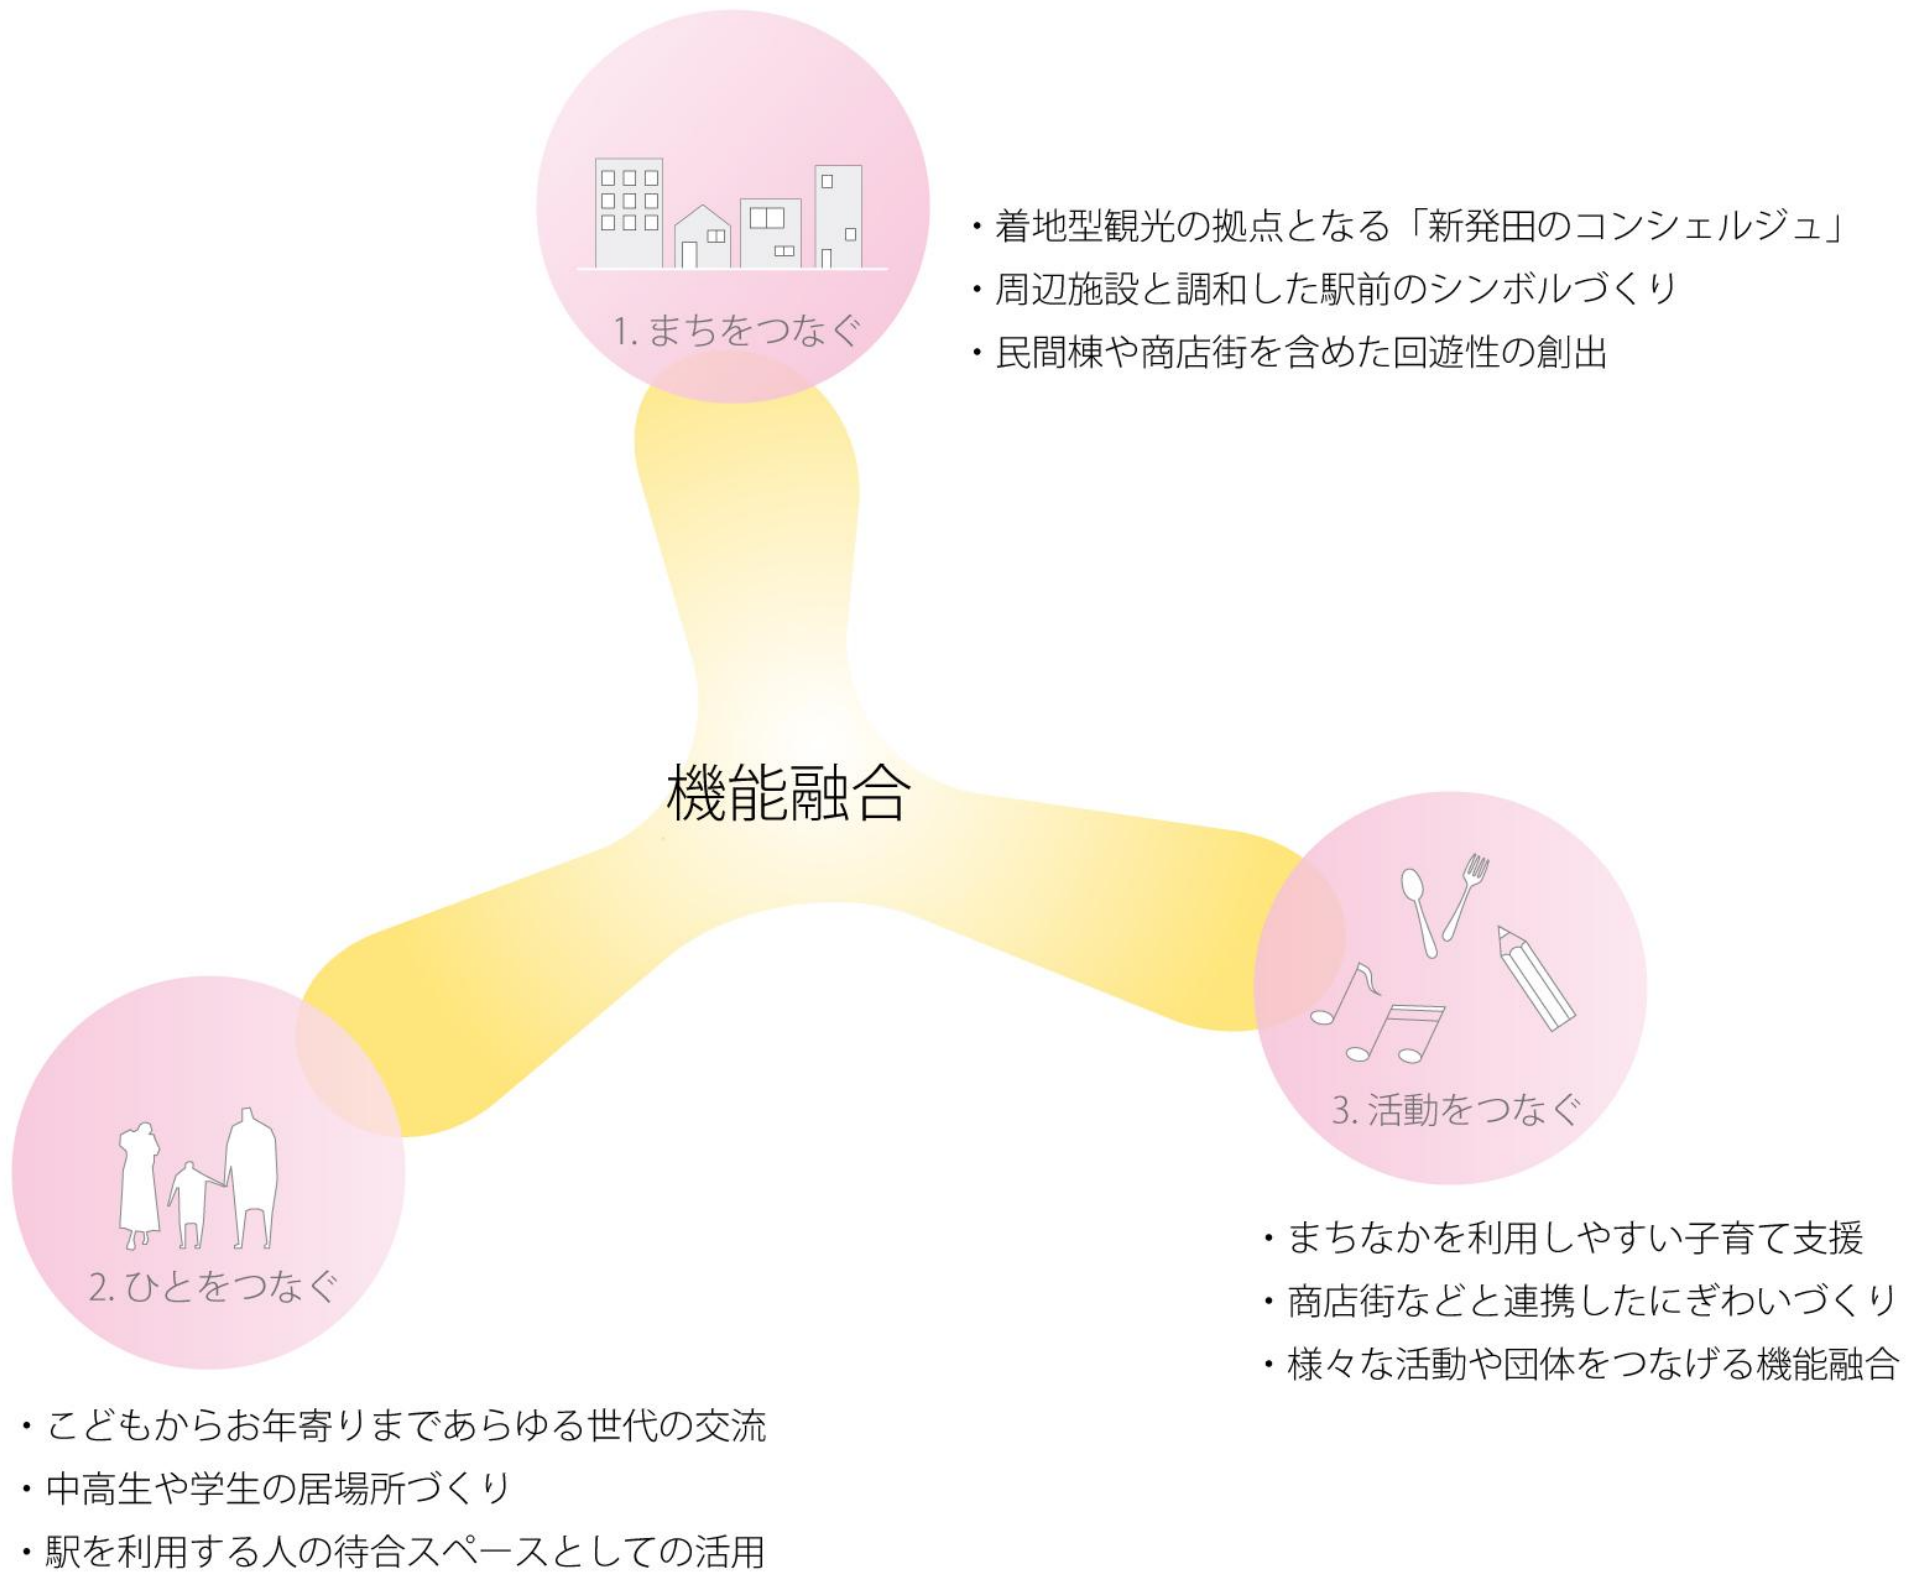 1. まちをつなぐ
・着地型観光の拠点となる「新発田のコンシェルジュ」
・周辺施設と調和した駅前のシンボルづくり
・民間棟や商店街を含めた回遊性の創出
機能融合
2. ひとをつなぐ
・こどもからお年寄りまであらゆる世代の交流
・中高生や学生の居場所づくり
・駅を利用する人の待合スペースとしての活用
3. 活動をつなぐ
・まちなかを利用しやすい子育て支援
・商店街などと連携したにぎわいづくり
・様々な活動や団体をつなげる機能融合